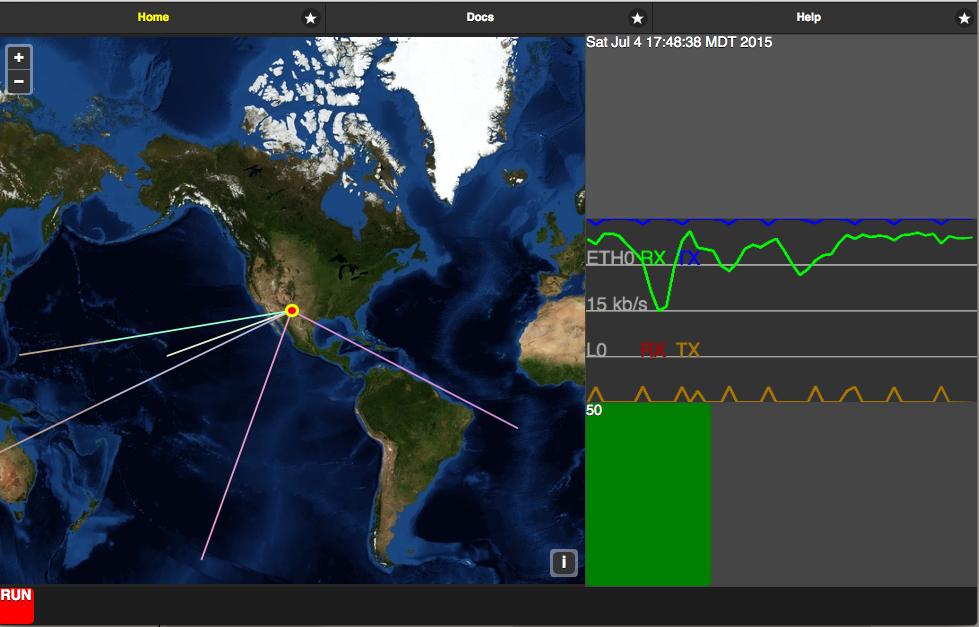 Home
Docs
Help
+
−
Sat Jul 4 17:48:38 MDT 2015
ETH0 RX TX
15 kb/s
L0 RX TX
50
i
RUN